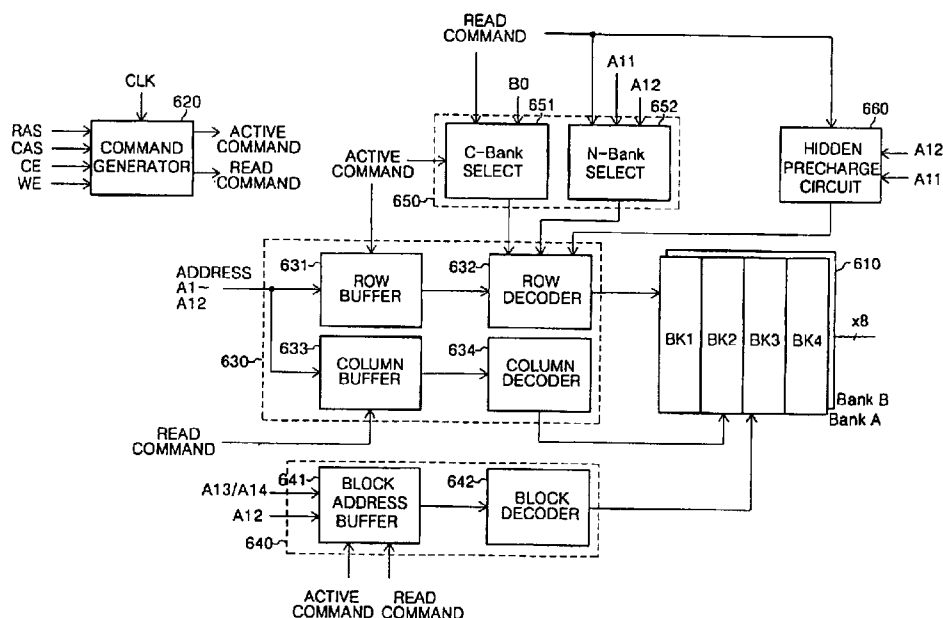 READ
COMMAND
CLK
620
RAS
CAS
CE
WE
COMMAND
GENERATOR
ACTIVE
COMMAND
READ
COMMAND
B0
651
A11
A12
652
C-Bank
SELECT
N-Bank
SELECT
650
ACTIVE
COMMAND
660
HIDDEN
PRECHARGE
CIRCUIT
A12
A11
ADDRESS
A1~
A12
631
ROW
BUFFER
632
ROW
DECODER
633
COLUMN
BUFFER
634
COLUMN
DECODER
630
READ
COMMAND
610
BK1
BK2
BK3
BK4
x8
Bank B
Bank A
A13/A14
A12
641
BLOCK
ADDRESS
BUFFER
642
BLOCK
DECODER
640
ACTIVE
COMMAND
READ
COMMAND